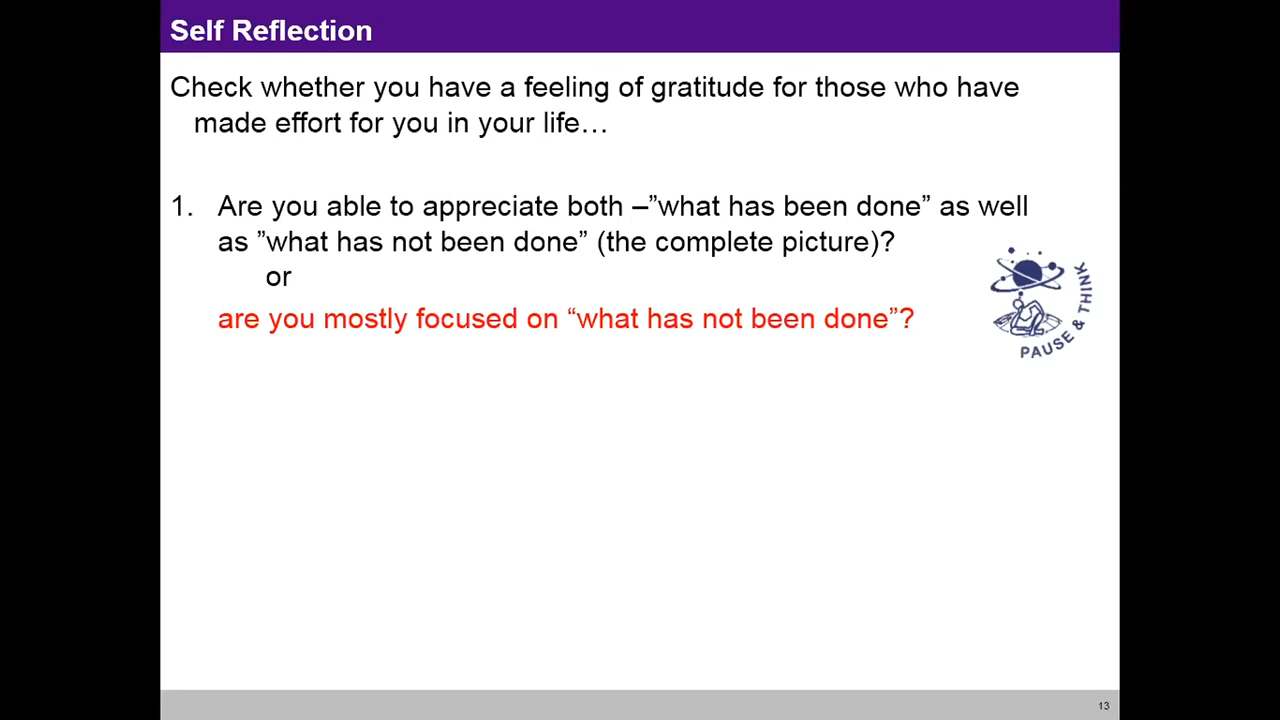 Self Reflection
Check whether you have a feeling of gratitude for those who have
made effort for you in your life…
1. Are you able to appreciate both –”what has been done” as well
as ”what has not been done” (the complete picture)?
or
are you mostly focused on “what has not been done”?
PAUSE & THINK
13